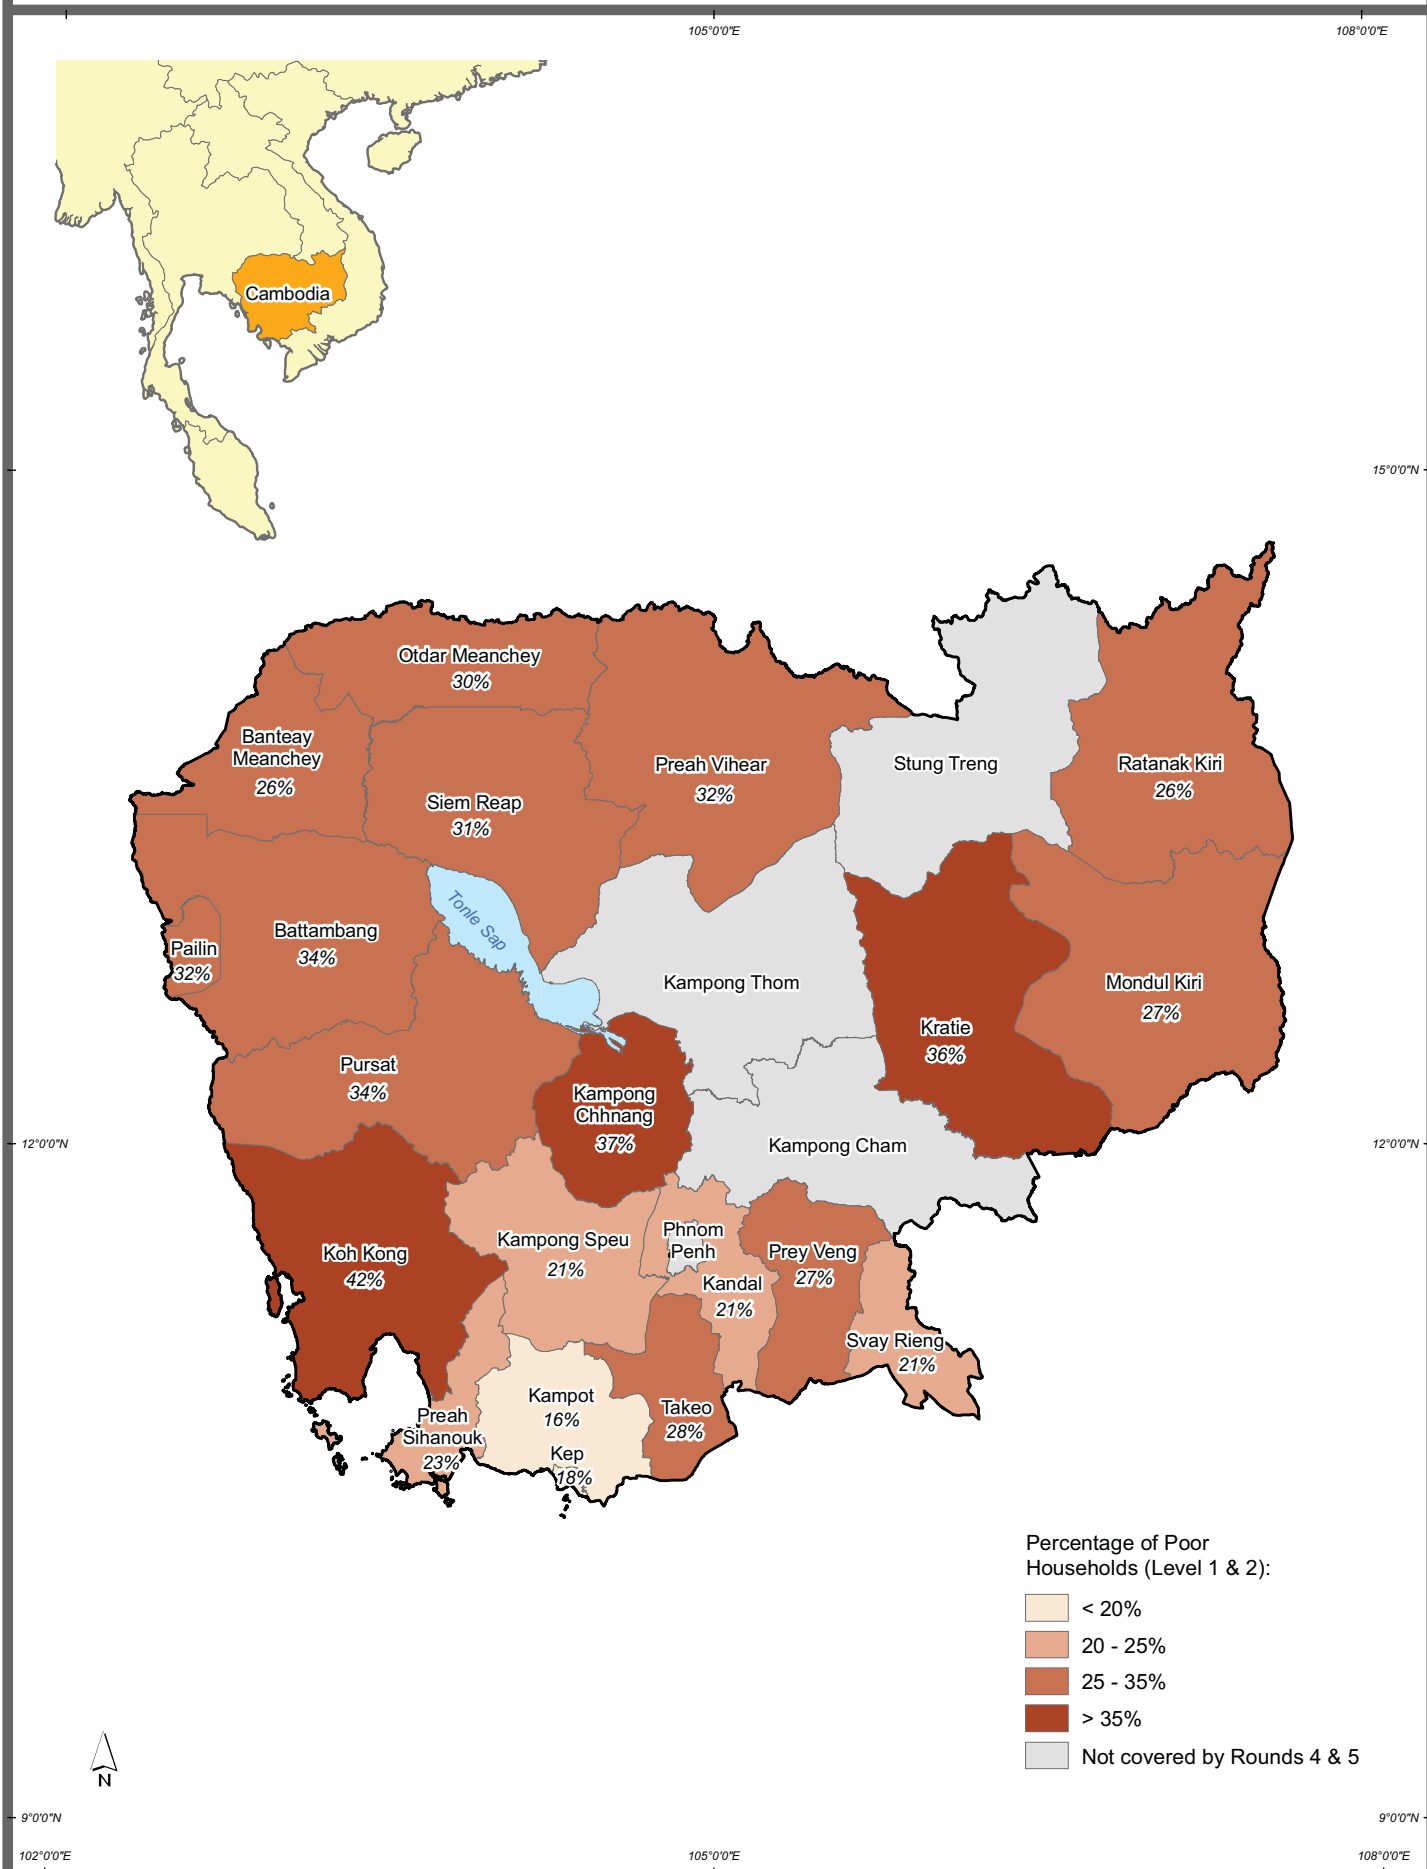 105°0'0"E
108°0'0"E
Cambodia
15°0'0"N
Otdar Meanchey
30%
Banteay
Meanchey
26%
Siem Reap
31%
Preah Vihear
32%
Stung Treng
Ratanak Kiri
26%
Tonle Sap
Battambang
34%
Pailin
32%
Kampong Thom
Mondul Kiri
27%
Kratie
36%
Pursat
34%
Kampong
Chhnang
37%
12°0'0"N
12°0'0"N
Kampong Cham
Koh Kong
42%
Kampong Speu
21%
Phnom
Penh
Kandal
21%
Prey Veng
27%
Svay Rieng
21%
Kampot
16%
Takeo
28%
Preah
Sihanouk
23%
Kep
18%
Percentage of Poor
Households (Level 1 & 2):
< 20%
20 - 25%
25 - 35%
> 35%
Not covered by Rounds 4 & 5
N
9°0'0"N
9°0'0"N
102°0'0"E
105°0'0"E
108°0'0"E